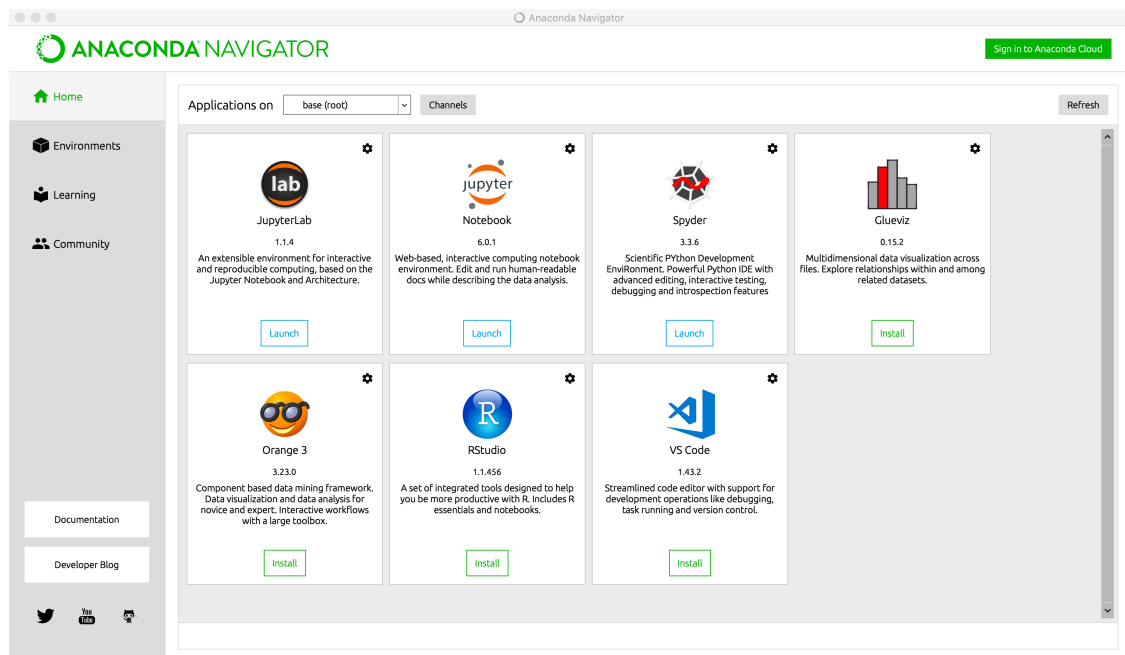 Anaconda Navigator
ANACONDA NAVIGATOR
Sign in to Anaconda Cloud
Home
Environments
Learning
Community
Documentation
Developer Blog
You
Tube
Applications on
base (root)
Channels
Refresh
lab
JupyterLab
1.1.4
An extensible environment for interactive
and reproducible computing, based on the
Jupyter Notebook and Architecture.
Launch
jupyter
Notebook
6.0.1
Web-based, interactive computing notebook
environment. Edit and run human-readable
docs while describing the data analysis.
Launch
Spyder
3.3.6
Scientific PYthon Development
EnviRonment. Powerful Python IDE with
advanced editing, interactive testing,
debugging and introspection features
Launch
Glueviz
0.15.2
Multidimensional data visualization across
files. Explore relationships within and among
related datasets.
Install
Orange 3
3.23.0
Component based data mining framework.
Data visualization and data analysis for
novice and expert. Interactive workflows
with a large toolbox.
Install
R
RStudio
1.1.456
A set of integrated tools designed to help
you be more productive with R. Includes R
essentials and notebooks.
Install
VS Code
1.43.2
Streamlined code editor with support for
development operations like debugging,
task running and version control.
Install